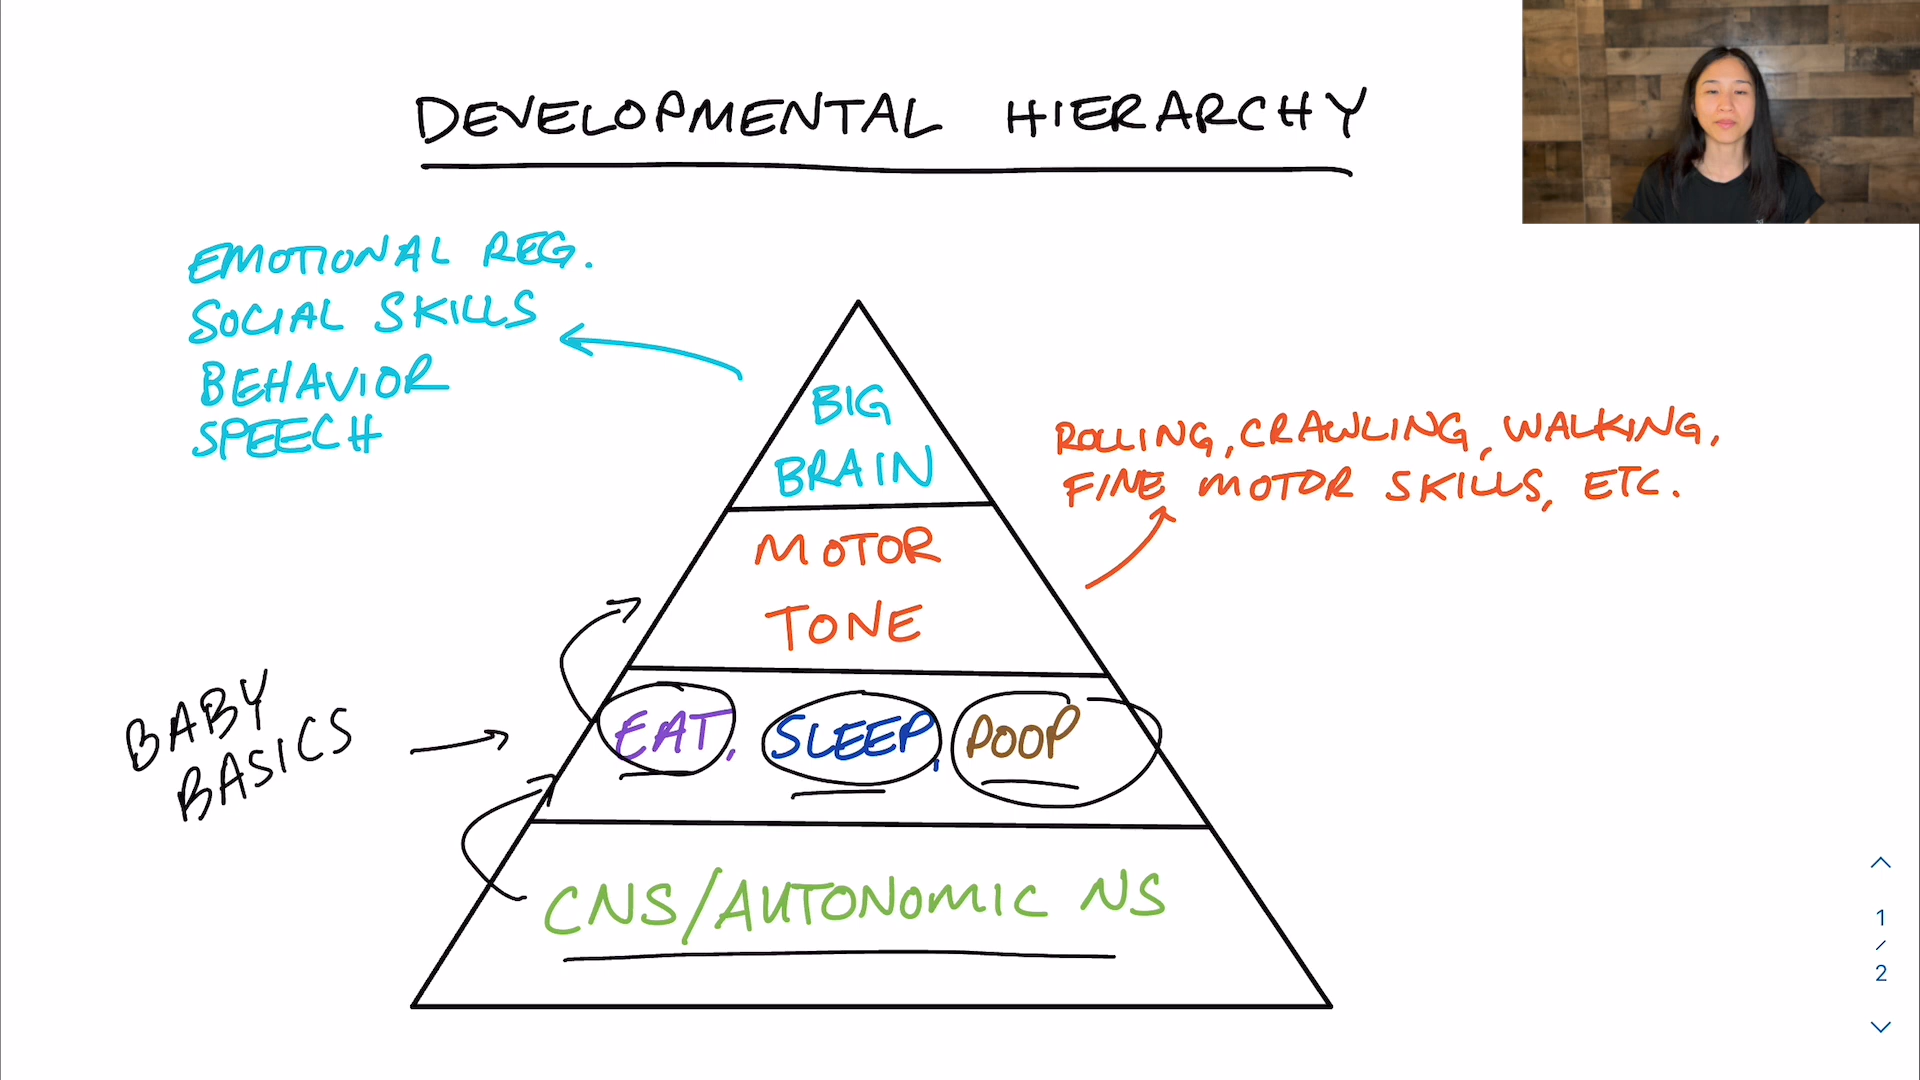 DEVELOPMENTAL HIERARCHY
EMOTIONAL REG.
SOCIAL SKILLS
BEHAVIOR
SPEECH
BIG
BRAIN
ROLLING, CRAWLING, WALKING,
FINE MOTOR SKILLS, ETC.
MOTOR
TONE
BABY
BASICS
EAT, SLEEP, POOP
CNS/AUTONOMIC NS
1
/
2